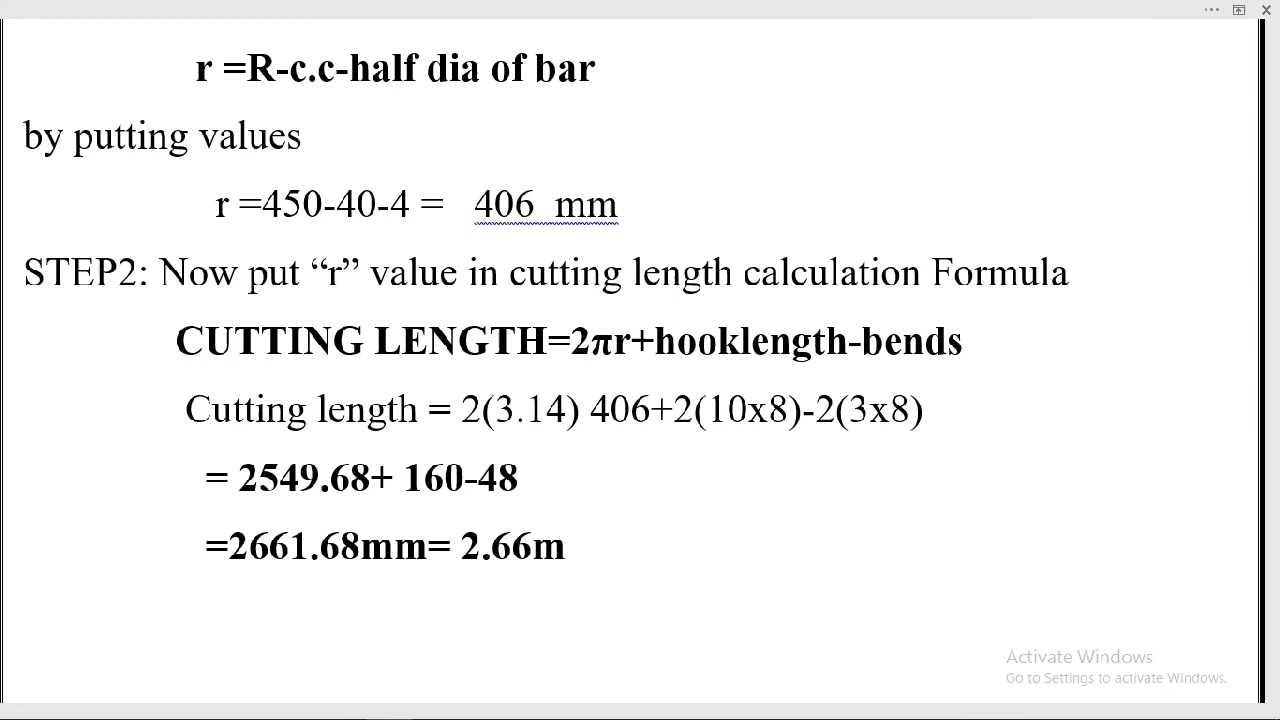 r =R-c.c-half dia of bar
by putting values
r =450-40-4 = 406 mm
STEP2: Now put “r” value in cutting length calculation Formula
CUTTING LENGTH=2πr+hooklength-bends
Cutting length = 2(3.14) 406+2(10x8)-2(3x8)
= 2549.68+ 160-48
=2661.68mm= 2.66m
Activate Windows
Go to Settings to activate Windows.